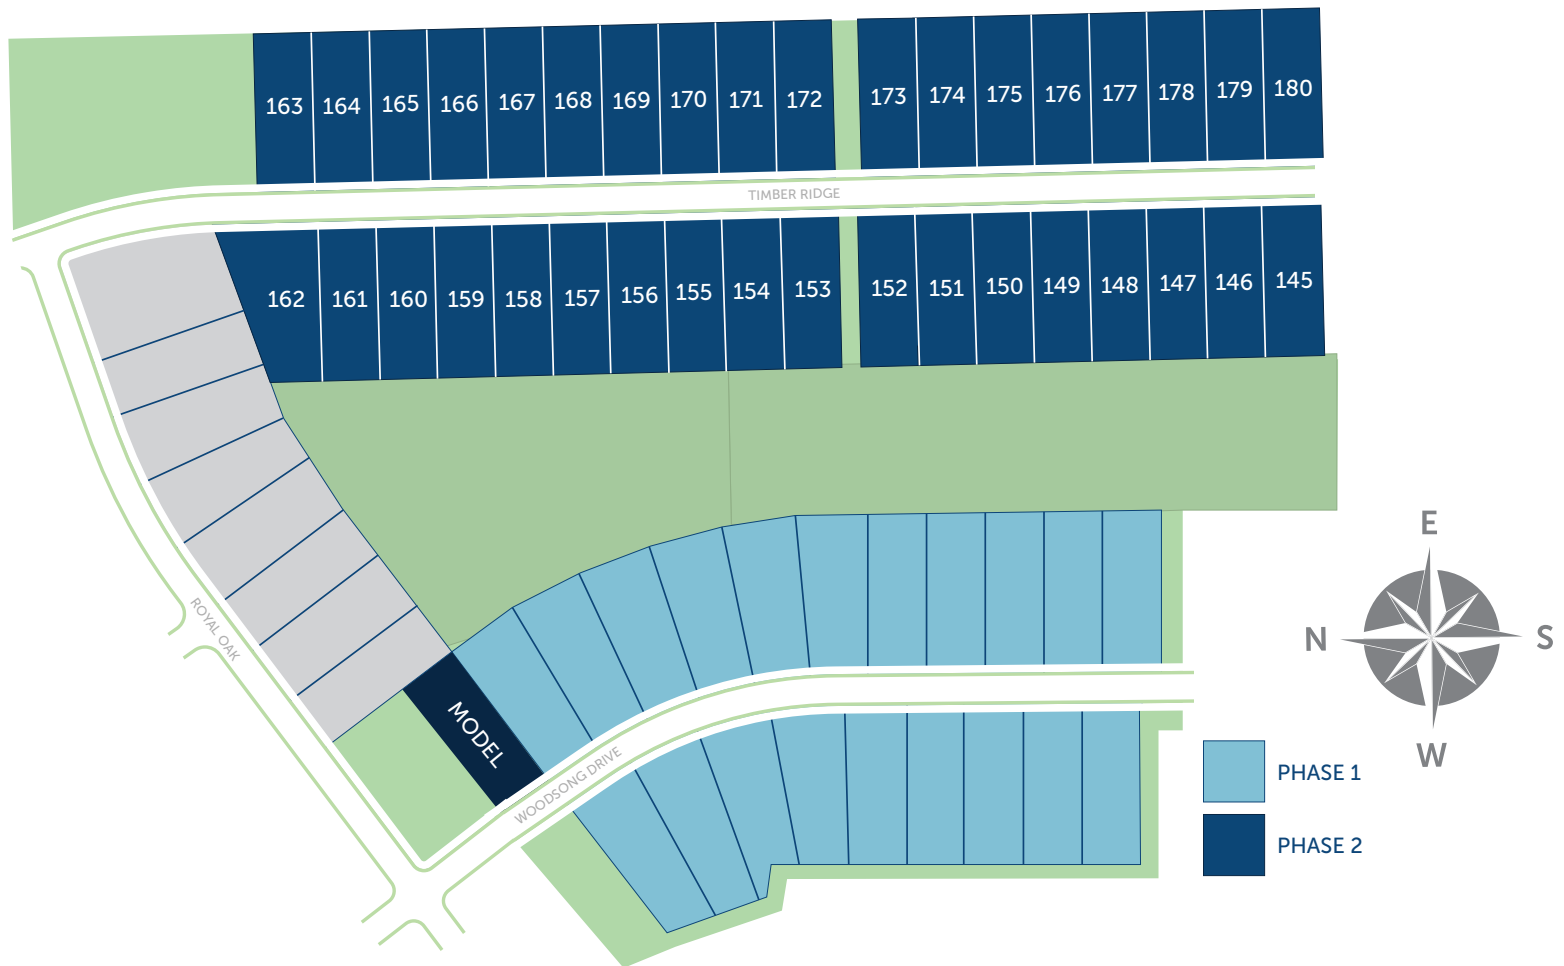 163 164 165 166 167 168 169 170 171 172 173 174 175 176 177 178 179 180
TIMBER RIDGE
162 161 160 159 158 157 156 155 154 153 152 151 150 149 148 147 146 145
ROYAL OAK
MODEL
WOODSONG DRIVE
E
N S
W
PHASE 1
PHASE 2